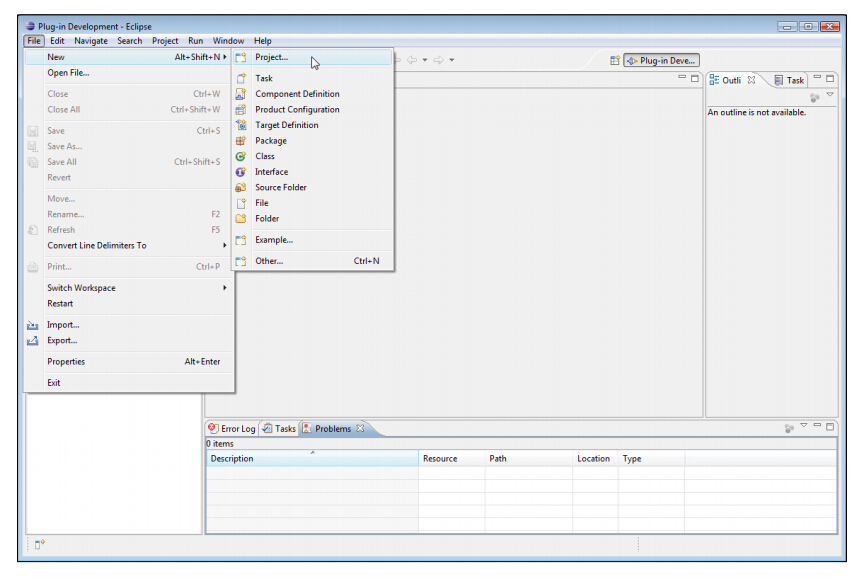 Plug-in Development - Eclipse
File Edit Navigate Search Project Run Window Help
New Alt+Shift+N
Open File...
Close Ctrl+W
Close All Ctrl+Shift+W
Save Ctrl+S
Save As...
Save All Ctrl+Shift+S
Revert
Move...
Rename... F2
Refresh F5
Convert Line Delimiters To
Print... Ctrl+P
Switch Workspace
Restart
Import...
Export...
Properties Alt+Enter
Exit
Project...
Task
Component Definition
Product Configuration
Target Definition
Package
Class
Interface
Source Folder
File
Folder
Example...
Other... Ctrl+N
Plug-in Deve...
Outli Task
An outline is not available.
Error Log Tasks Problems
0 items
Description Resource Path Location Type